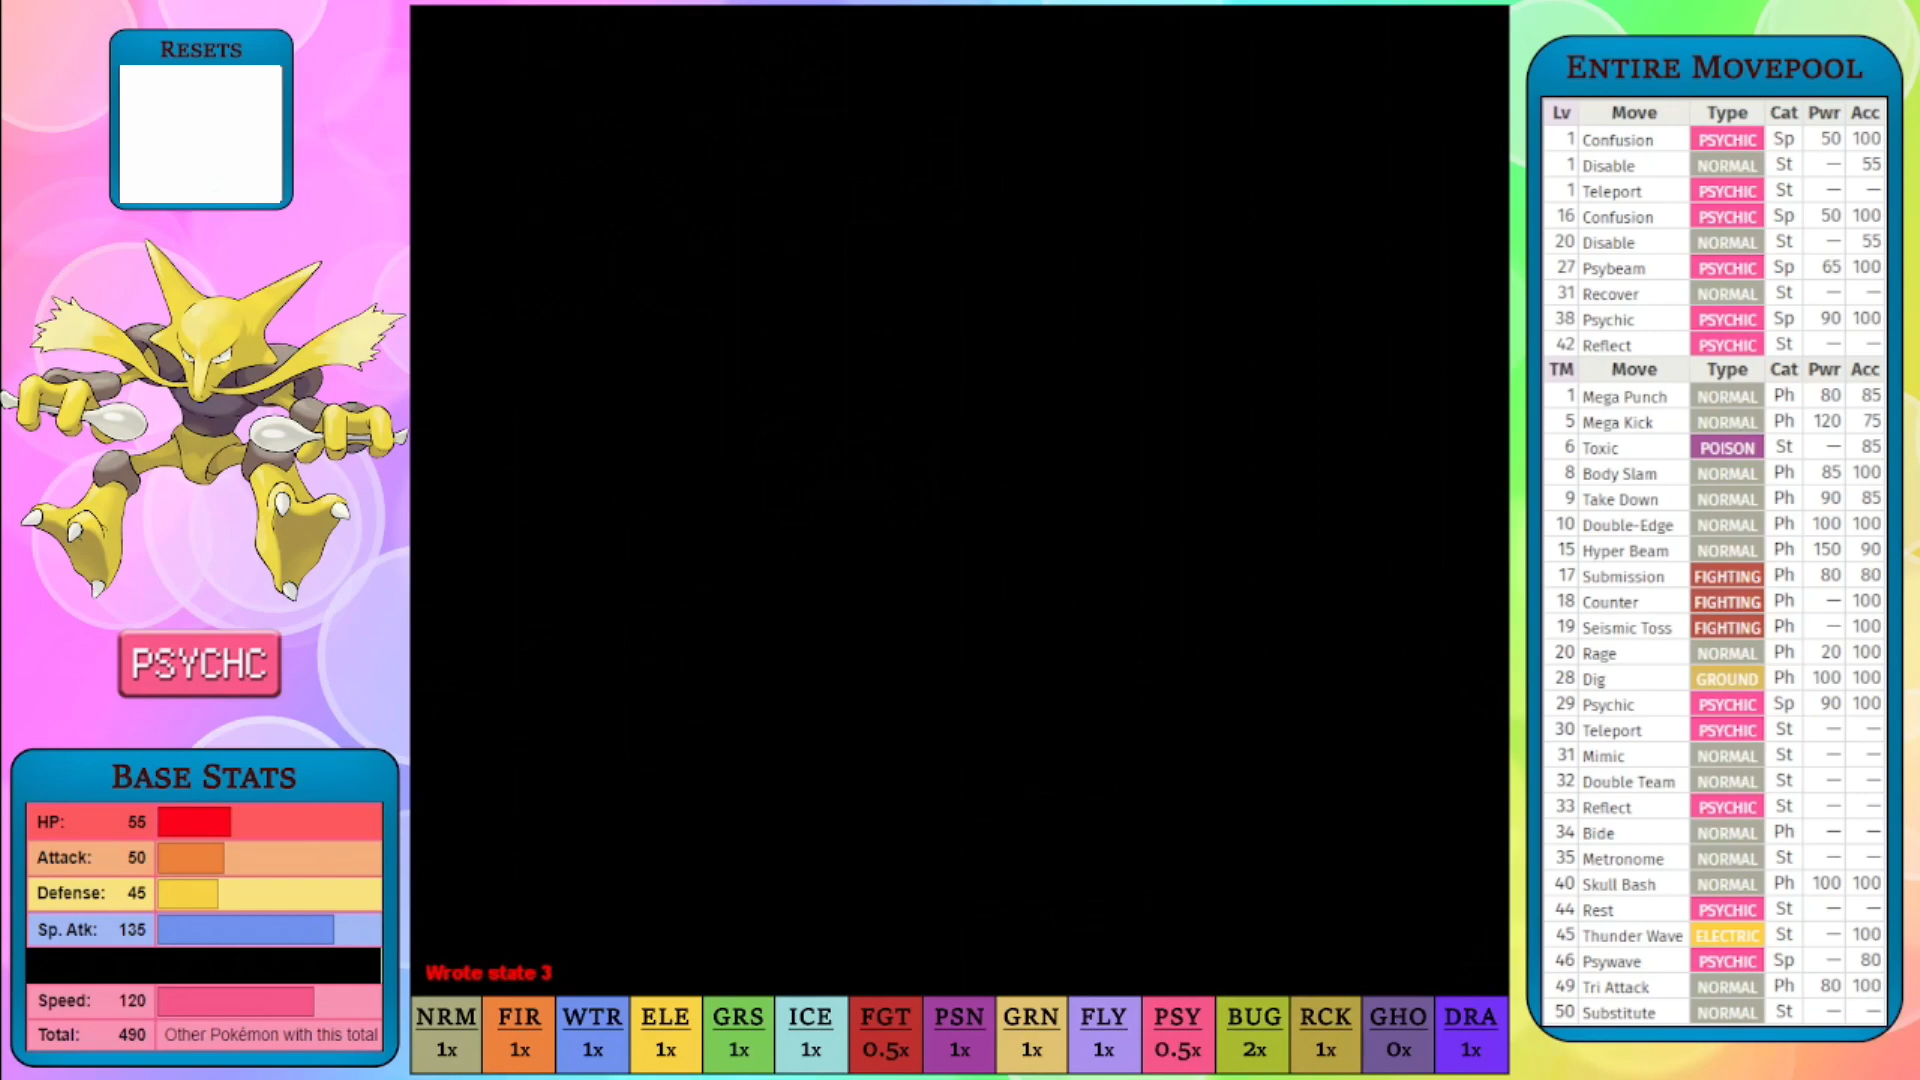 RESETS
PSYCHC
BASE STATS
HP: 55
Attack: 50
Defense: 45
Sp. Atk: 135
Speed: 120
Total: 490 Other Pokémon with this total
Wrote state 3
NRM FIR WTR ELE GRS ICE FGT PSN GRN FLY PSY BUG RCK GHO DRA
1x 1x 1x 1x 1x 1x 0.5x 1x 1x 1x 0.5x 2x 1x 0x 1x
ENTIRE MOVEPOOL
Lv Move Type Cat Pwr Acc
1 Confusion PSYCHIC Sp 50 100
1 Disable NORMAL St — 55
1 Teleport PSYCHIC St — —
16 Confusion PSYCHIC Sp 50 100
20 Disable NORMAL St — 55
27 Psybeam PSYCHIC Sp 65 100
31 Recover NORMAL St — —
38 Psychic PSYCHIC Sp 90 100
42 Reflect PSYCHIC St — —
TM Move Type Cat Pwr Acc
1 Mega Punch NORMAL Ph 80 85
5 Mega Kick NORMAL Ph 120 75
6 Toxic POISON St — 85
8 Body Slam NORMAL Ph 85 100
9 Take Down NORMAL Ph 90 85
10 Double-Edge NORMAL Ph 100 100
15 Hyper Beam NORMAL Ph 150 90
17 Submission FIGHTING Ph 80 80
18 Counter FIGHTING Ph — 100
19 Seismic Toss FIGHTING Ph — 100
20 Rage NORMAL Ph 20 100
28 Dig GROUND Ph 100 100
29 Psychic PSYCHIC Sp 90 100
30 Teleport PSYCHIC St — —
31 Mimic NORMAL St — —
32 Double Team NORMAL St — —
33 Reflect PSYCHIC St — —
34 Bide NORMAL Ph — —
35 Metronome NORMAL St — —
40 Skull Bash NORMAL Ph 100 100
44 Rest PSYCHIC St — —
45 Thunder Wave ELECTRIC St — 100
46 Psywave PSYCHIC Sp — 80
49 Tri Attack NORMAL Ph 80 100
50 Substitute NORMAL St — —